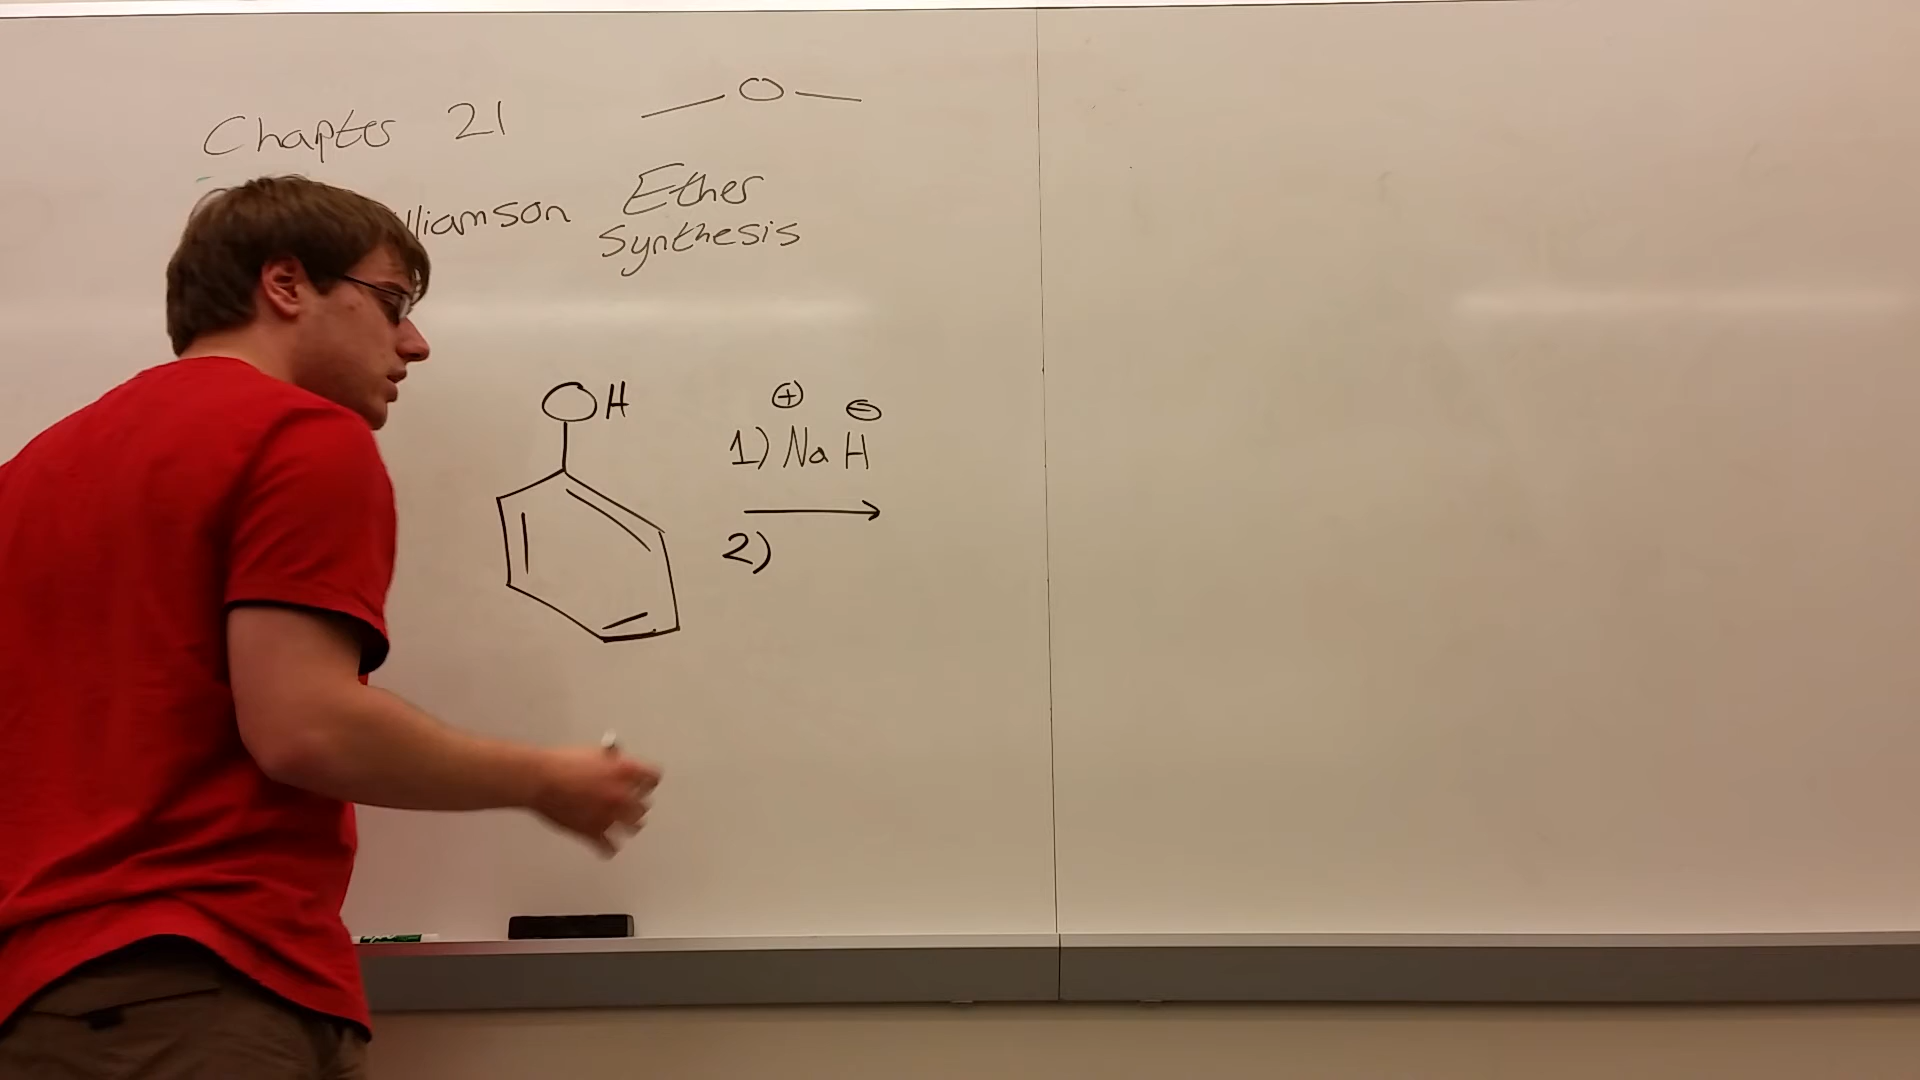 Chapter 21
O
lliamson Ether
Synthesis
OH
⊕ ⊖
1) Na H
2)